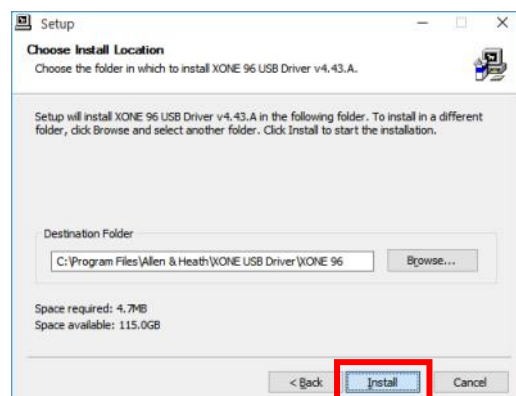 Setup
Choose Install Location
Choose the folder in which to install XONE 96 USB Driver v4.43.A.
Setup will install XONE 96 USB Driver v4.43.A in the following folder. To install in a different
folder, click Browse and select another folder. Click Install to start the installation.
Destination Folder
C:\Program Files\Allen & Heath\XONE USB Driver\XONE 96
Browse...
Space required: 4.7MB
Space available: 115.0GB
< Back
Install
Cancel